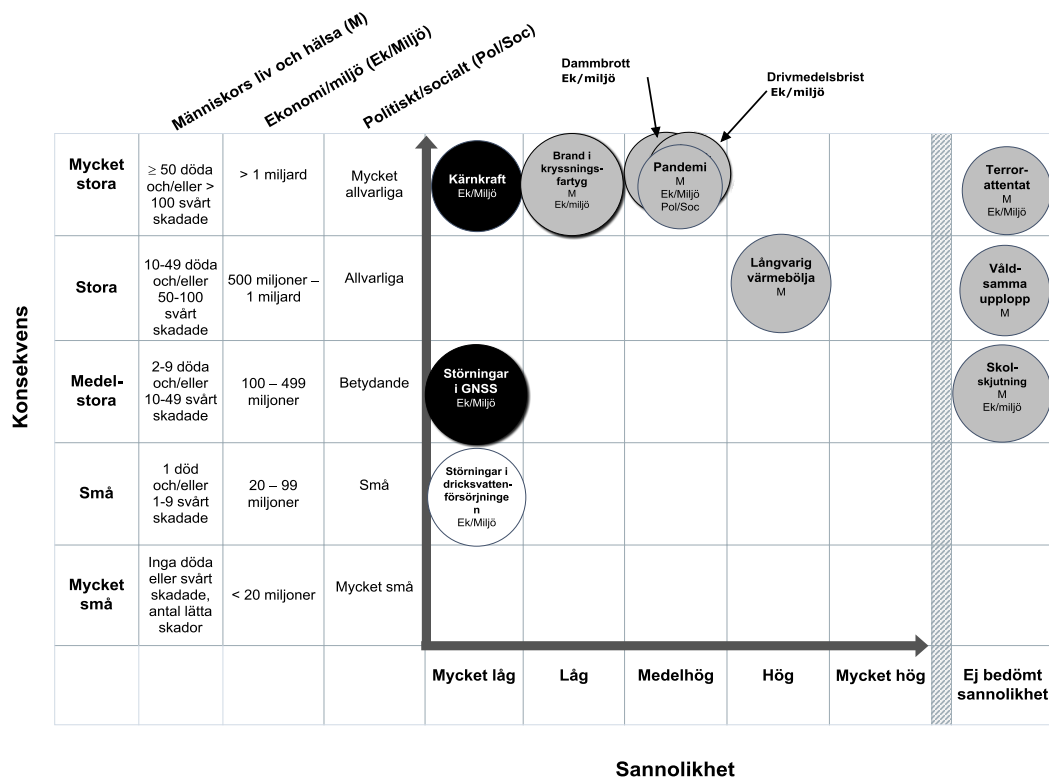 Människors liv och hälsa (M)
Ekonomi/miljö (Ek/Miljö)
Politiskt/socialt (Pol/Soc)
Dammbrott
Ek/miljö
Drivmedelsbrist
Ek/miljö
Konsekvens
Mycket
stora
≥ 50 döda
och/eller >
100 svårt
skadade
> 1 miljard
Mycket
allvarliga
Kärnkraft
Ek/Miljö
Brand i
kryssnings-
fartyg
M
Ek/miljö
Pandemi
M
Ek/Miljö
Pol/Soc
Terror-
attentat
M
Ek/Miljö
Stora
10-49 döda
och/eller
50-100
svårt
skadade
500 miljoner –
1 miljard
Allvarliga
Långvarig
värmebölja
M
Våld-
samma
upplopp
M
Medel-
stora
2-9 döda
och/eller
10-49 svårt
skadade
100 – 499
miljoner
Betydande
Störningar
i GNSS
Ek/Miljö
Skol-
skjutning
M
Ek/miljö
Små
1 död
och/eller
1-9 svårt
skadade
20 – 99
miljoner
Små
Störningar i
dricksvatten-
försörjninge
n
Ek/Miljö
Mycket
små
Inga döda
eller svårt
skadade,
antal lätta
skador
< 20 miljoner
Mycket små
Mycket låg
Låg
Medelhög
Hög
Mycket hög
Ej bedömt
sannolikhet
Sannolikhet